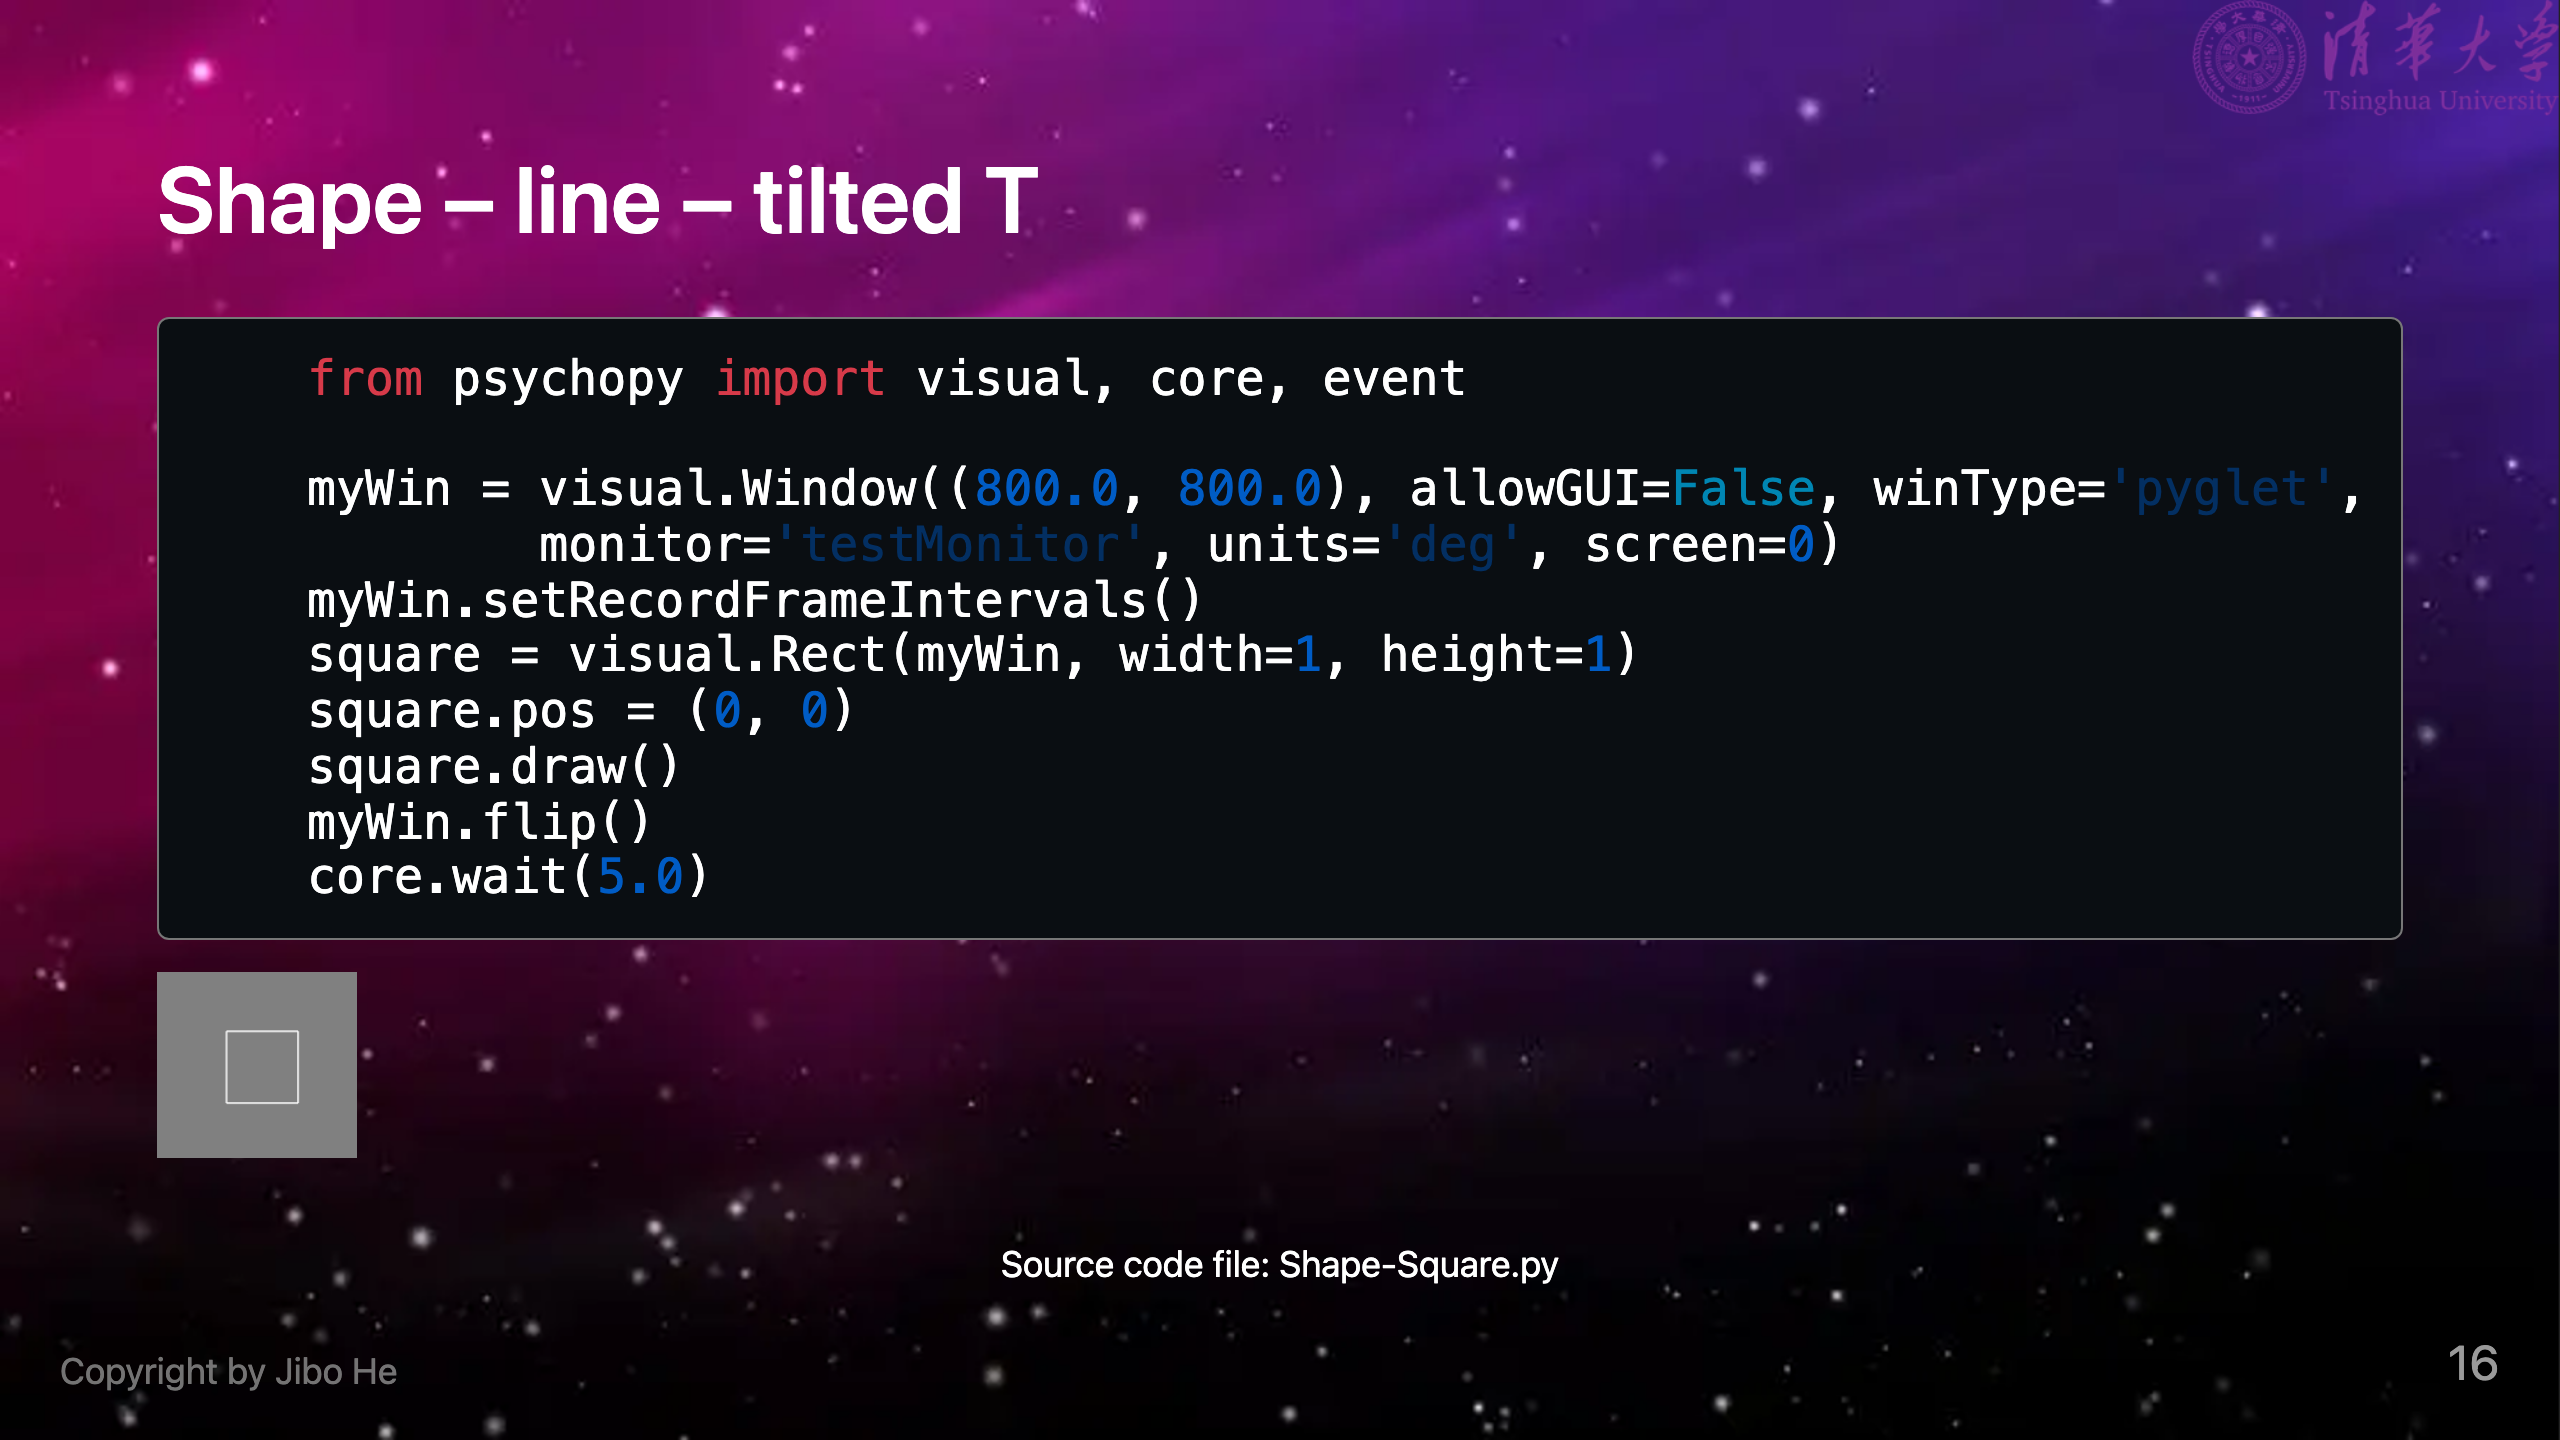 清華大学
Tsinghua University
Shape – line – tilted T
from psychopy import visual, core, event
myWin = visual.Window((800.0, 800.0), allowGUI=False, winType='pyglet',
monitor='testMonitor', units='deg', screen=0)
myWin.setRecordFrameIntervals()
square = visual.Rect(myWin, width=1, height=1)
square.pos = (0, 0)
square.draw()
myWin.flip()
core.wait(5.0)
Source code file: Shape-Square.py
Copyright by Jibo He
16